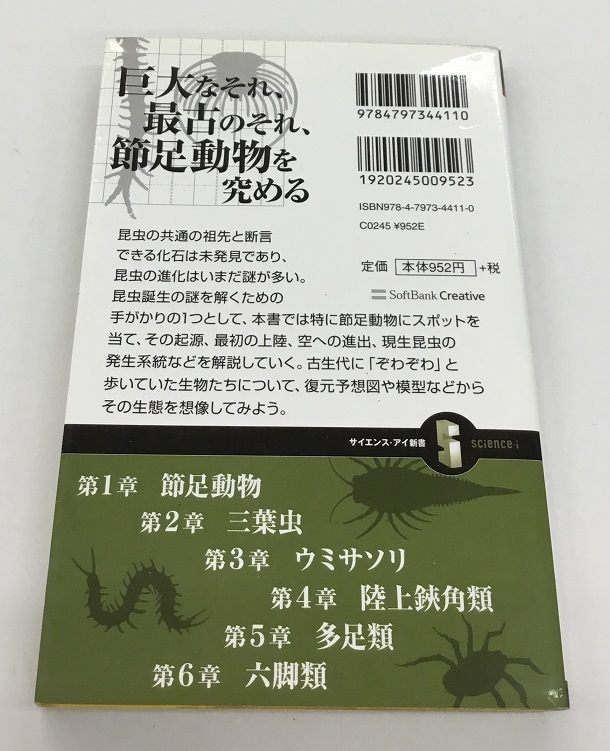 巨大なそれ、
最古のそれ、
節足動物を
究める
9784797344110
1920245009523
ISBN978-4-7973-4411-0
C0245 ¥952E
定価 本体952円 +税
SoftBank Creative
昆虫の共通の祖先と断言
できる化石は未発見であり、
昆虫の進化はいまだ謎が多い。
昆虫誕生の謎を解くための
手がかりの1つとして、本書では特に節足動物にスポットを
当て、その起源、最初の上陸、空への進出、現生昆虫の
発生系統などを解説していく。古生代に「ぞわぞわ」と
歩いていた生物たちについて、復元予想図や模型などから
その生態を想像してみよう。
サイエンス・アイ新書 Si science・i
第1章 節足動物
第2章 三葉虫
第3章 ウミサソリ
第4章 陸上鋏角類
第5章 多足類
第6章 六脚類